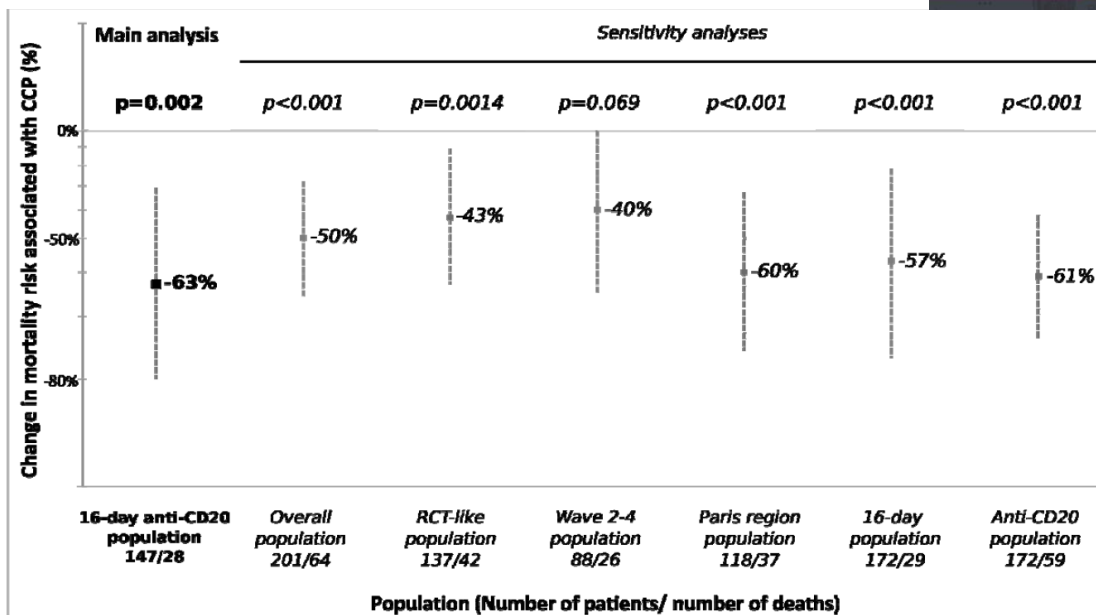 Main analysis
Sensitivity analyses
p=0.002
p<0.001
p=0.0014
p=0.069
p<0.001
p<0.001
p<0.001
Change in mortality risk associated with CCP (%)
0%
-50%
-80%
-63%
-50%
-43%
-40%
-60%
-57%
-61%
16-day anti-CD20
population
147/28
Overall
population
201/64
RCT-like
population
137/42
Wave 2-4
population
88/26
Paris region
population
118/37
16-day
population
172/29
Anti-CD20
population
172/59
Population (Number of patients/ number of deaths)